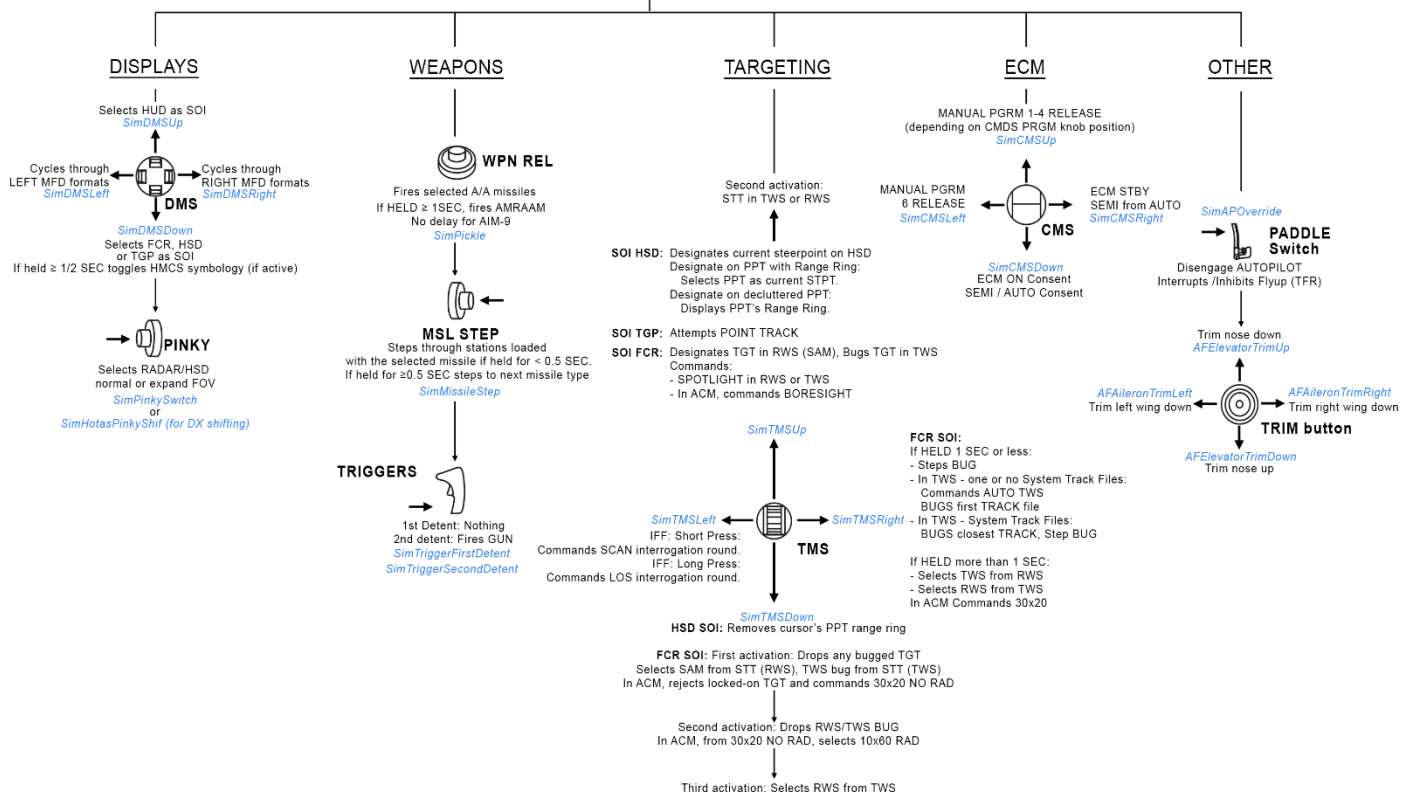 DISPLAYS
Selects HUD as SOI
SimDMSUp
Cycles through
LEFT MFD formats
SimDMSLeft
Cycles through
RIGHT MFD formats
SimDMSRight
DMS
SimDMSDown
Selects FCR, HSD
or TGP as SOI
If held ≥ 1/2 SEC toggles HMCS symbology (if active)
PINKY
Selects RADAR/HSD
normal or expand FOV
SimPinkySwitch
or
SimHotasPinkyShif (for DX shifting)
WEAPONS
WPN REL
Fires selected A/A missiles
If HELD ≥ 1SEC, fires AMRAAM
No delay for AIM-9
SimPickle
MSL STEP
Steps through stations loaded
with the selected missile if held for < 0.5 SEC.
If held for ≥0.5 SEC steps to next missile type
SimMissileStep
TRIGGERS
1st Detent: Nothing
2nd detent: Fires GUN
SimTriggerFirstDetent
SimTriggerSecondDetent
TARGETING
Second activation:
STT in TWS or RWS
SOI HSD: Designates current steerpoint on HSD
Designate on PPT with Range Ring:
Selects PPT as current STPT.
Designate on decluttered PPT:
Displays PPT's Range Ring.
SOI TGP: Attempts POINT TRACK
SOI FCR: Designates TGT in RWS (SAM), Bugs TGT in TWS
Commands:
- SPOTLIGHT in RWS or TWS
- In ACM, commands BORESIGHT
SimTMSUp
SimTMSLeft
IFF: Short Press:
Commands SCAN interrogation round.
IFF: Long Press:
Commands LOS interrogation round.
TMS
SimTMSRight
FCR SOI:
If HELD 1 SEC or less:
- Steps BUG
- In TWS - one or no System Track Files:
Commands AUTO TWS
BUGS first TRACK file
- In TWS - System Track Files:
BUGS closest TRACK, Step BUG
If HELD more than 1 SEC:
- Selects TWS from RWS
- Selects RWS from TWS
In ACM Commands 30x20
SimTMSDown
HSD SOI: Removes cursor's PPT range ring
FCR SOI: First activation: Drops any bugged TGT
Selects SAM from STT (RWS), TWS bug from STT (TWS)
In ACM, rejects locked-on TGT and commands 30x20 NO RAD
Second activation: Drops RWS/TWS BUG
In ACM, from 30x20 NO RAD, selects 10x60 RAD
Third activation: Selects RWS from TWS
ECM
MANUAL PGRM 1-4 RELEASE
(depending on CMDS PRGM knob position)
SimCMSUp
MANUAL PGRM
6 RELEASE
SimCMSLeft
ECM STBY
SEMI from AUTO
SimCMSRight
CMS
SimCMSDown
ECM ON Consent
SEMI / AUTO Consent
OTHER
SimAPOverride
PADDLE
Switch
Disengage AUTOPILOT
Interrupts /Inhibits Flyup (TFR)
Trim nose down
AFElevatorTrimUp
AFAileronTrimLeft
Trim left wing down
AFAileronTrimRight
Trim right wing down
TRIM button
AFElevatorTrimDown
Trim nose up